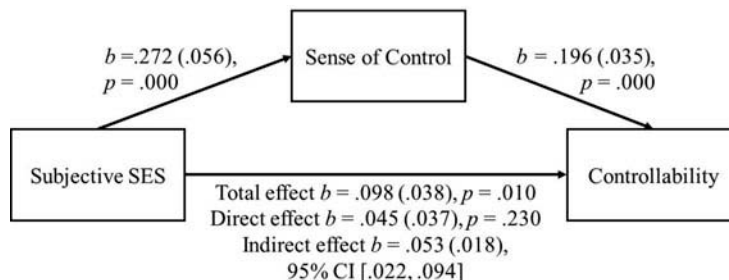 b =.272 (.056),
p = .000
Sense of Control
b = .196 (.035),
p = .000
Subjective SES
Total effect b = .098 (.038), p = .010
Direct effect b = .045 (.037), p = .230
Indirect effect b = .053 (.018),
95% CI [.022, .094]
Controllability